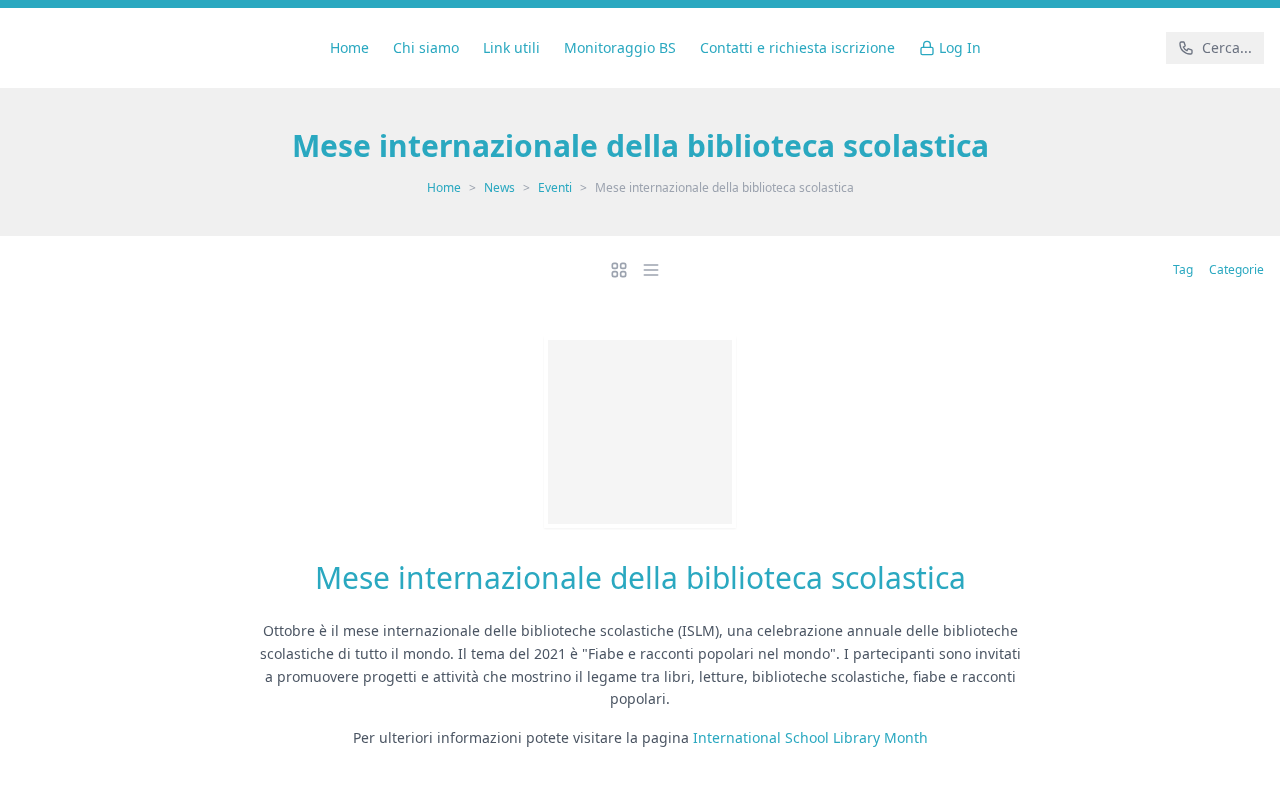 Home Chi siamo Link utili Monitoraggio BS Contatti e richiesta iscrizione Log In Cerca...
Mese internazionale della biblioteca scolastica
Home > News > Eventi > Mese internazionale della biblioteca scolastica
Tag Categorie
Mese internazionale della biblioteca scolastica
Ottobre è il mese internazionale delle biblioteche scolastiche (ISLM), una celebrazione annuale delle biblioteche
scolastiche di tutto il mondo. Il tema del 2021 è "Fiabe e racconti popolari nel mondo". I partecipanti sono invitati
a promuovere progetti e attività che mostrino il legame tra libri, letture, biblioteche scolastiche, fiabe e racconti
popolari.
Per ulteriori informazioni potete visitare la pagina International School Library Month